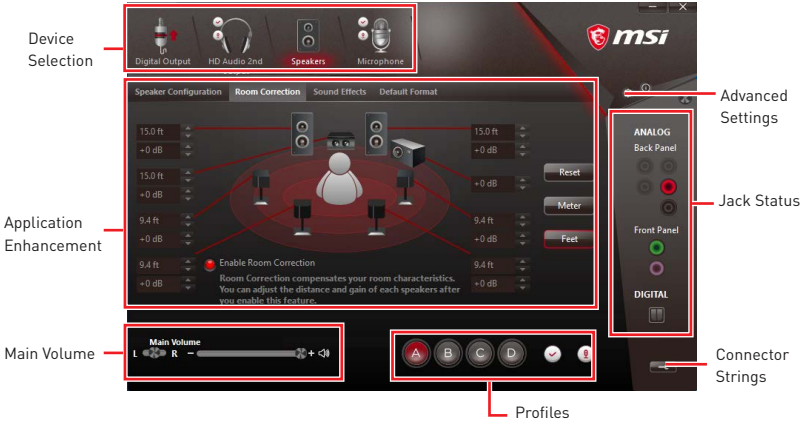 Device
Selection
Digital Output
HD Audio 2nd
Speakers
Microphone
msi
Speaker Configuration
Room Correction
Sound Effects
Default Format
15.0 ft
+0 dB
15.0 ft
+0 dB
9.4 ft
+0 dB
9.4 ft
+0 dB
15.0 ft
+0 dB
+0 dB
9.4 ft
+0 dB
9.4 ft
+0 dB
Reset
Meter
Feet
Enable Room Correction
Room Correction compensates your room characteristics.
You can adjust the distance and gain of each speakers after
you enable this feature.
Application
Enhancement
Advanced
Settings
ANALOG
Back Panel
Front Panel
DIGITAL
Jack Status
Main Volume
Main Volume
L
R
-
+
A
B
C
D
Profiles
Connector
Strings